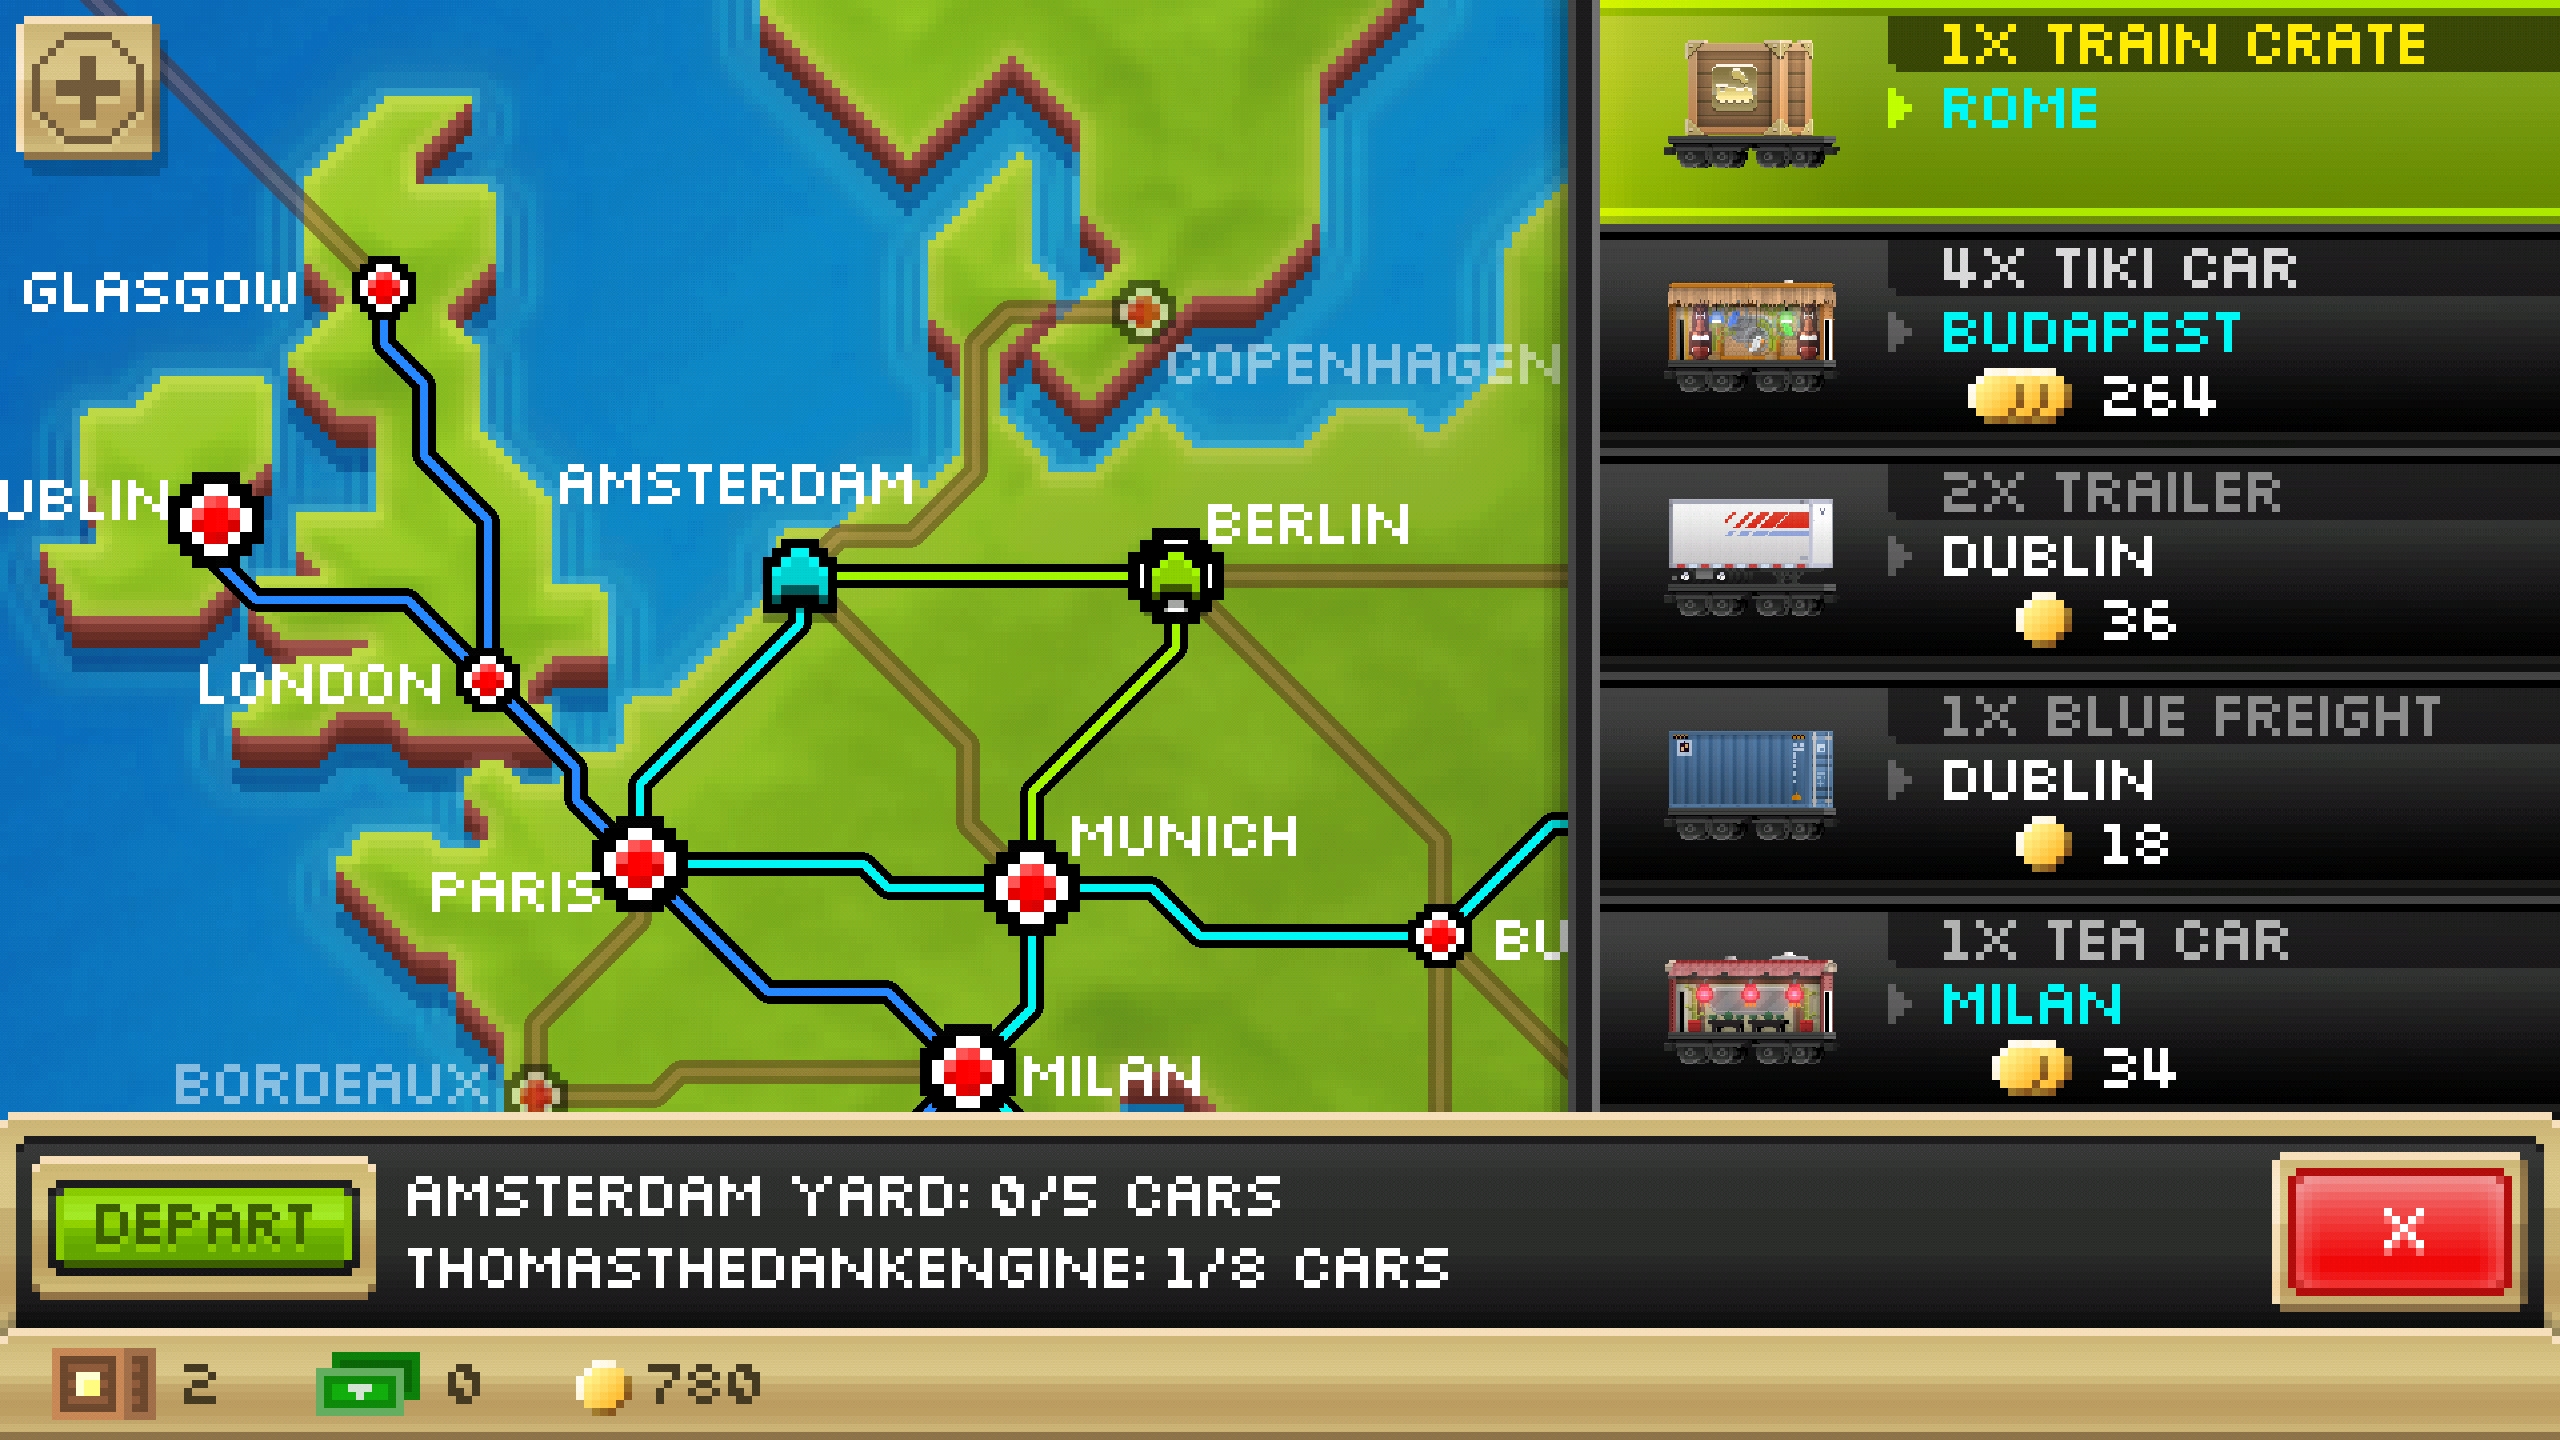 GLASGOW
COPENHAGEN
UBLIN
AMSTERDAM
BERLIN
LONDON
MUNICH
PARIS
BU
BORDEAUX
MILAN
1X TRAIN CRATE
ROME
4X TIKI CAR
BUDAPEST
264
2X TRAILER
DUBLIN
36
1X BLUE FREIGHT
DUBLIN
18
1X TEA CAR
MILAN
34
DEPART
AMSTERDAM YARD: 0/5 CARS
THOMASTHEDANKENGINE: 1/8 CARS
X
2 0 780